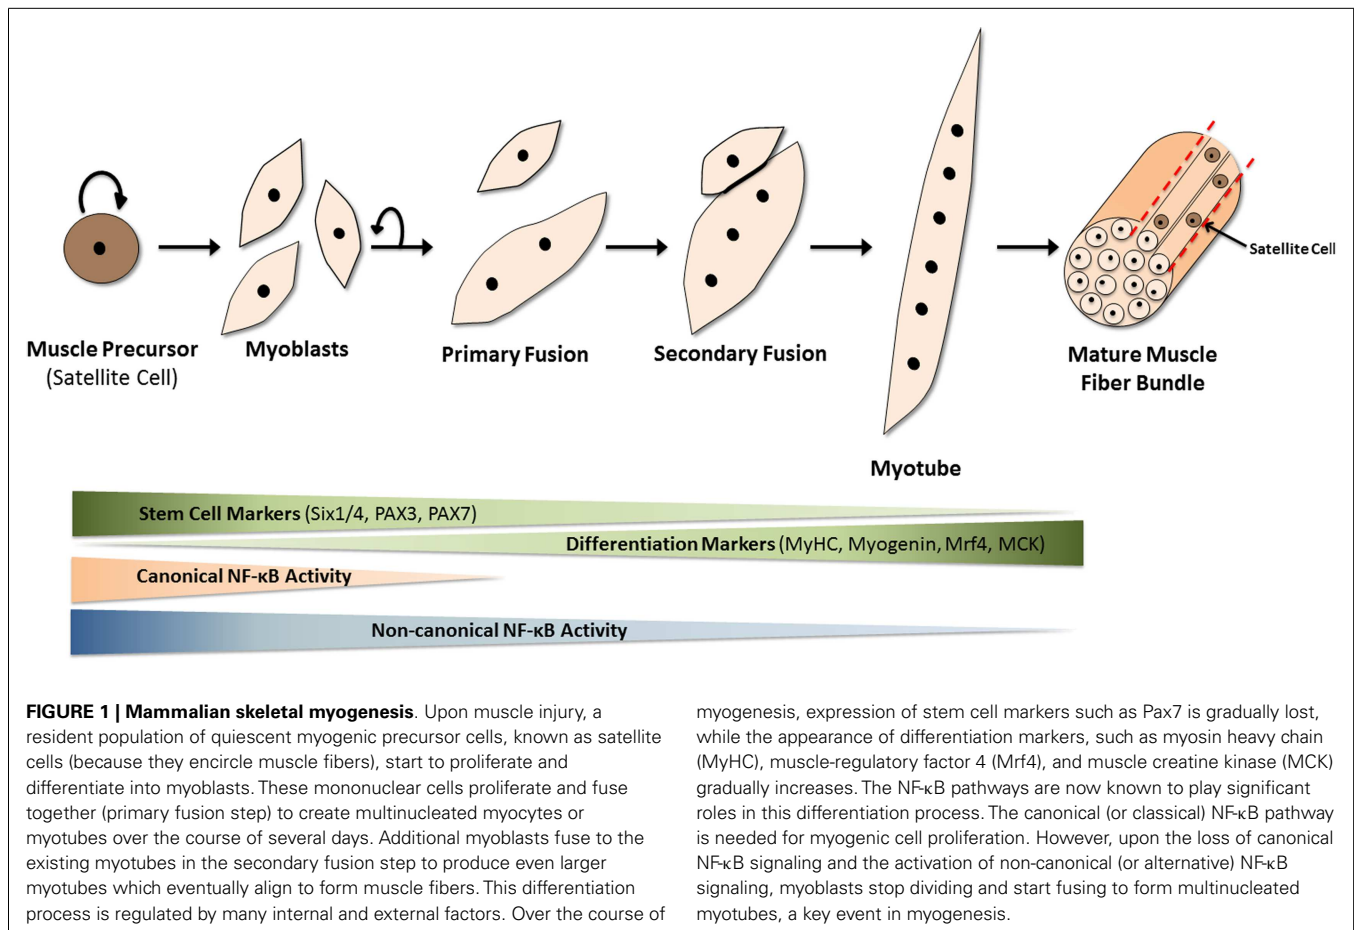 Satellite Cell
Muscle Precursor
(Satellite Cell)
Myoblasts
Primary Fusion
Secondary Fusion
Myotube
Mature Muscle
Fiber Bundle
Stem Cell Markers (Six1/4, PAX3, PAX7)
Differentiation Markers (MyHC, Myogenin, Mrf4, MCK)
Canonical NF-κB Activity
Non-canonical NF-κB Activity
FIGURE 1 | Mammalian skeletal myogenesis. Upon muscle injury, a
resident population of quiescent myogenic precursor cells, known as satellite
cells (because they encircle muscle fibers), start to proliferate and
differentiate into myoblasts. These mononuclear cells proliferate and fuse
together (primary fusion step) to create multinucleated myocytes or
myotubes over the course of several days. Additional myoblasts fuse to the
existing myotubes in the secondary fusion step to produce even larger
myotubes which eventually align to form muscle fibers. This differentiation
process is regulated by many internal and external factors. Over the course of
myogenesis, expression of stem cell markers such as Pax7 is gradually lost,
while the appearance of differentiation markers, such as myosin heavy chain
(MyHC), muscle-regulatory factor 4 (Mrf4), and muscle creatine kinase (MCK)
gradually increases. The NF-κB pathways are now known to play significant
roles in this differentiation process. The canonical (or classical) NF-κB pathway
is needed for myogenic cell proliferation. However, upon the loss of canonical
NF-κB signaling and the activation of non-canonical (or alternative) NF-κB
signaling, myoblasts stop dividing and start fusing to form multinucleated
myotubes, a key event in myogenesis.